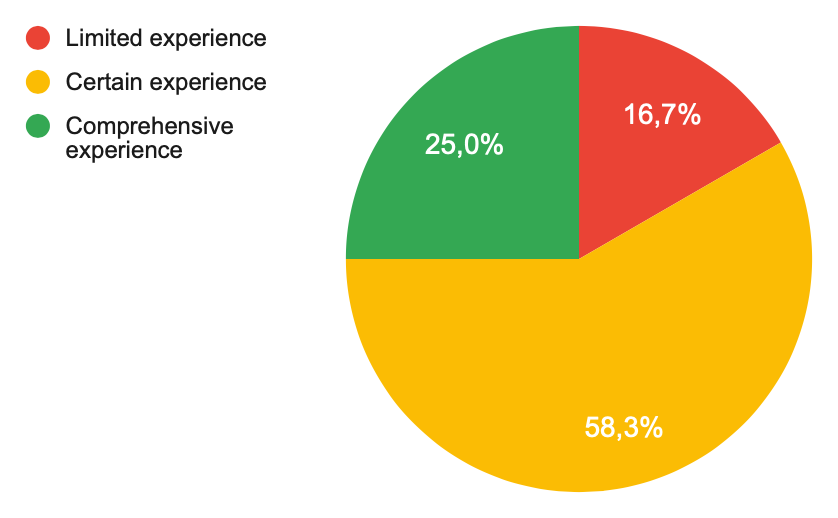 Limited experience
Certain experience
Comprehensive
experience
16,7%
25,0%
58,3%